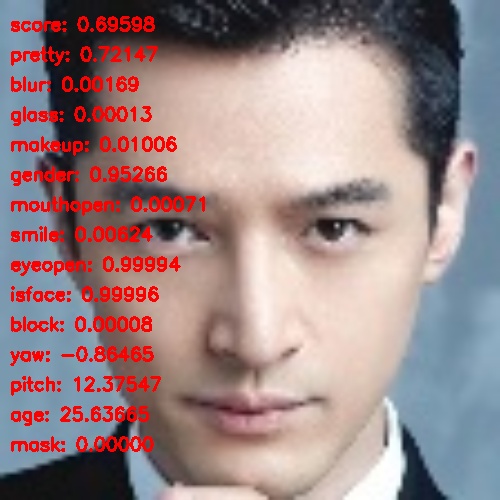 score: 0.69598
pretty: 0.72147
blur: 0.00169
glass: 0.00013
makeup: 0.01006
gender: 0.95266
mouthopen: 0.00071
smile: 0.00624
eyeopen: 0.99994
isface: 0.99996
block: 0.00008
yaw: -0.86465
pitch: 12.37547
age: 25.63665
mask: 0.00000